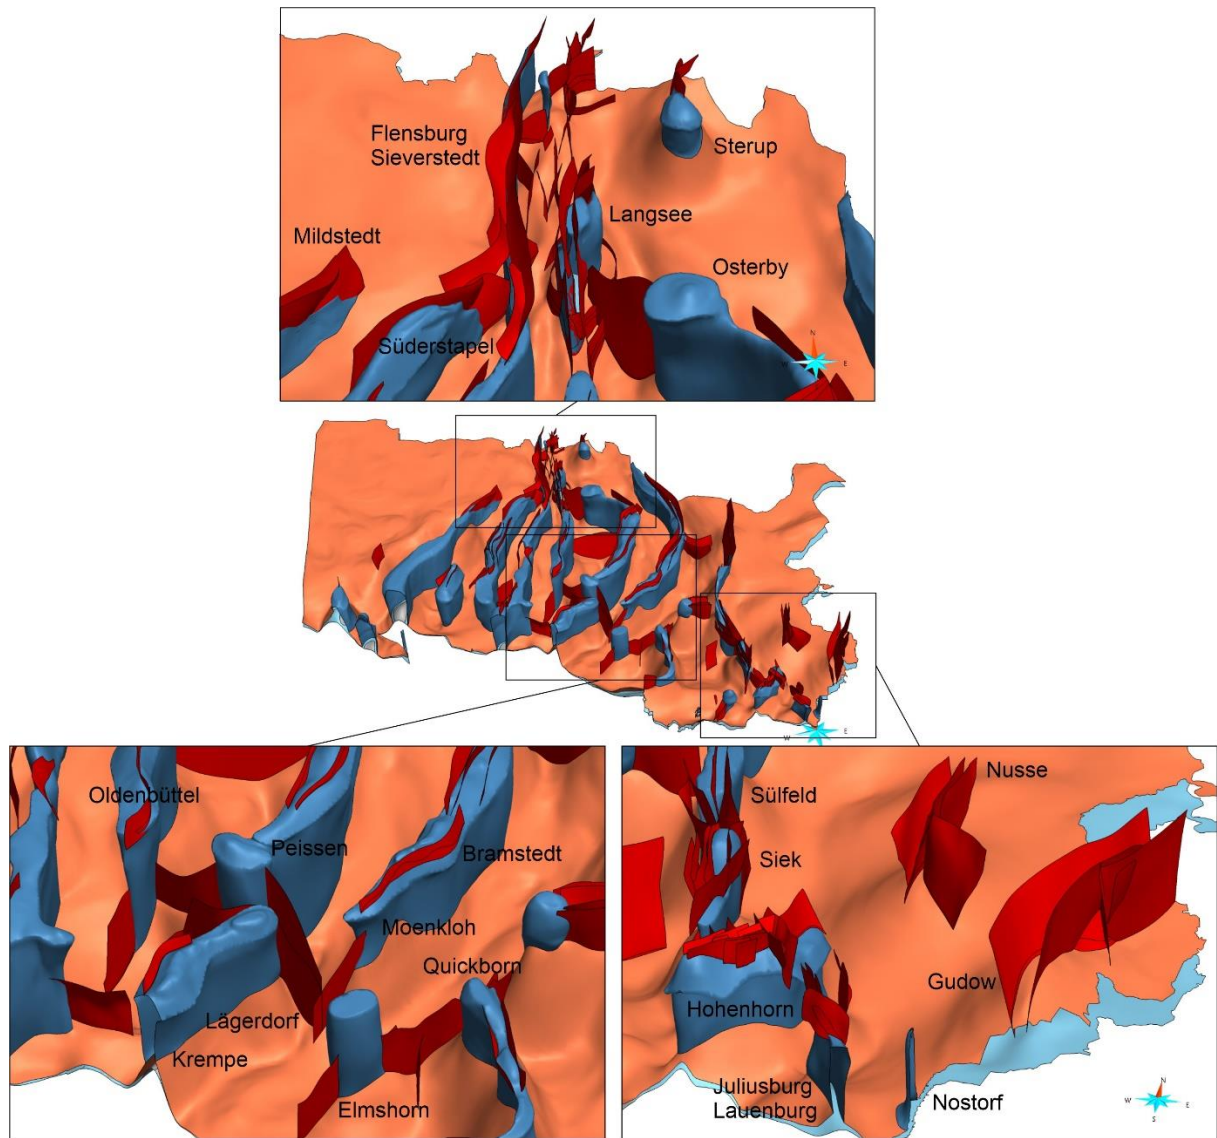 Flensburg
Sieverstedt
Sterup
Langsee
Mildstedt
Osterby
Süderstapel
N
E
W
E
Oldenbüttel
Peissen
Bramstedt
Moenkloh
Quickborn
Lägerdorf
Krempe
Elmshorn
Sülfeld
Nusse
Siek
Gudow
Hohenhorn
Juliusburg
Lauenburg
Nostorf
N
W
E
S